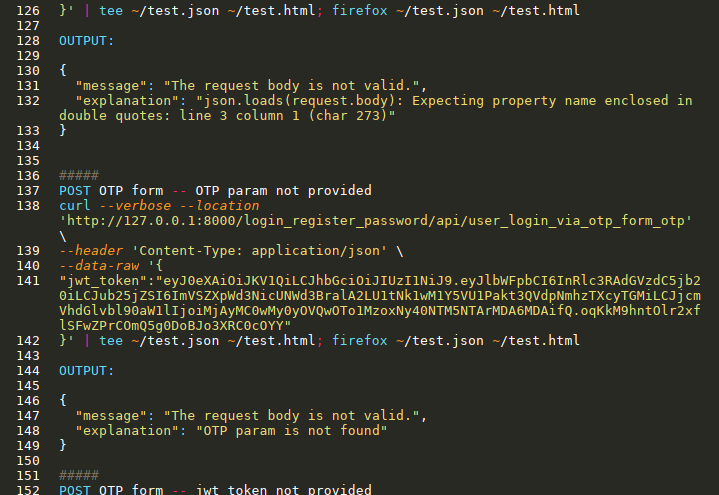 126 }' | tee ~/test.json ~/test.html; firefox ~/test.json ~/test.html
127
128 OUTPUT:
129
130 {
131   "message": "The request body is not valid.",
132   "explanation": "json.loads(request.body): Expecting property name enclosed in
double quotes: line 3 column 1 (char 273)"
133 }
134
135
136 #####
137 POST OTP form -- OTP param not provided
138 curl --verbose --location
'http://127.0.0.1:8000/login_register_password/api/user_login_via_otp_form_otp'
\
139 --header 'Content-Type: application/json' \
140 --data-raw '{
141 "jwt_token":"eyJ0eXAiOiJKV1QiLCJhbGciOiJIUzI1NiJ9.eyJlbWFpbCI6InRlc3RAdGVzdC5jb2
0iLCJub25jZSI6ImVSZXpWd3NicUNWd3BralA2LU1tNk1wM1Y5VU1Pakt3QVdpNmhzTXcyTGMiLCJjcm
VhdGlvbl90aW1lIjoiMjAyMC0wMy0yOVQwOTo1MzoxNy40NTM5NTArMDA6MDAifQ.oqKkM9hntOlr2xf
lSFwZPrCOmQ5g0DoBJo3XRC0cOYY"
142 }' | tee ~/test.json ~/test.html; firefox ~/test.json ~/test.html
143
144 OUTPUT:
145
146 {
147   "message": "The request body is not valid.",
148   "explanation": "OTP param is not found"
149 }
150
151 #####
152 POST OTP form -- jwt token not provided